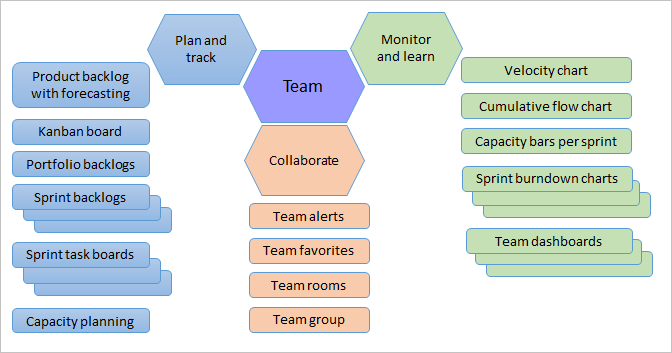 Plan and
track
Monitor
and learn
Team
Collaborate
Product backlog
with forecasting
Kanban board
Portfolio backlogs
Sprint backlogs
Sprint task boards
Capacity planning
Team alerts
Team favorites
Team rooms
Team group
Velocity chart
Cumulative flow chart
Capacity bars per sprint
Sprint burndown charts
Team dashboards